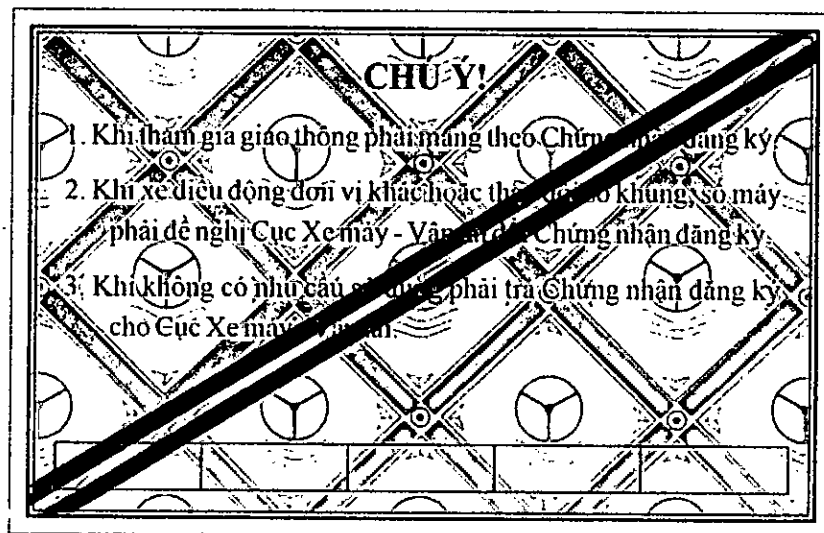 CHÚ Ý!
1. Khi tham gia giao thông phải mang theo Chứng nhận đăng ký
2. Khi xe điều động đơn vị khác hoặc thay đổi số khung, số máy
phải đề nghị Cục Xe máy - Vận tải đổi Chứng nhận đăng ký
3. Khi không có nhu cầu sử dụng phải trả Chứng nhận đăng ký
cho Cục Xe máy - Vận tải.